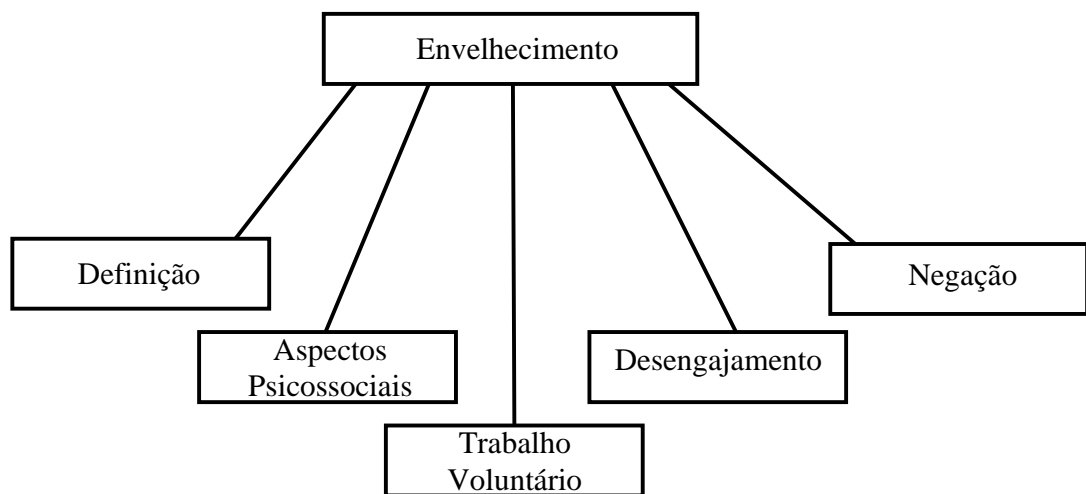 Envelhecimento
Definição
Negação
Aspectos
Psicossociais
Desengajamento
Trabalho
Voluntário